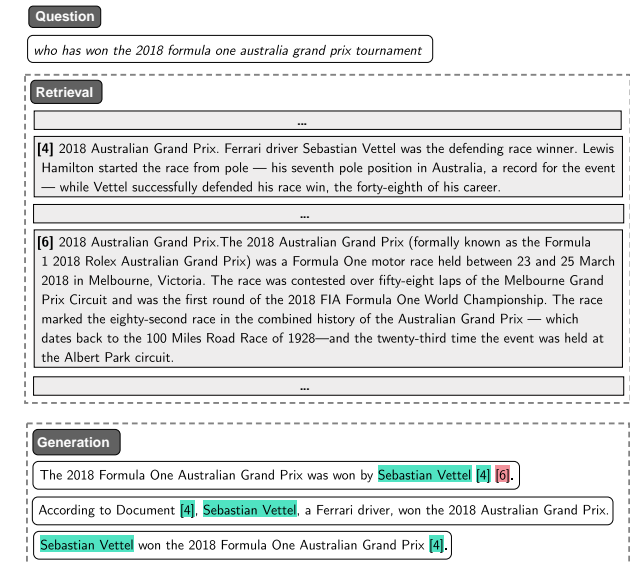 Question
who has won the 2018 formula one australia grand prix tournament
Retrieval
...
[4] 2018 Australian Grand Prix. Ferrari driver Sebastian Vettel was the defending race winner. Lewis
Hamilton started the race from pole — his seventh pole position in Australia, a record for the event
— while Vettel successfully defended his race win, the forty-eighth of his career.
...
[6] 2018 Australian Grand Prix.The 2018 Australian Grand Prix (formally known as the Formula
1 2018 Rolex Australian Grand Prix) was a Formula One motor race held between 23 and 25 March
2018 in Melbourne, Victoria. The race was contested over fifty-eight laps of the Melbourne Grand
Prix Circuit and was the first round of the 2018 FIA Formula One World Championship. The race
marked the eighty-second race in the combined history of the Australian Grand Prix — which
dates back to the 100 Miles Road Race of 1928—and the twenty-third time the event was held at
the Albert Park circuit.
...
Generation
The 2018 Formula One Australian Grand Prix was won by Sebastian Vettel [4] [6].
According to Document [4], Sebastian Vettel, a Ferrari driver, won the 2018 Australian Grand Prix.
Sebastian Vettel won the 2018 Formula One Australian Grand Prix [4].